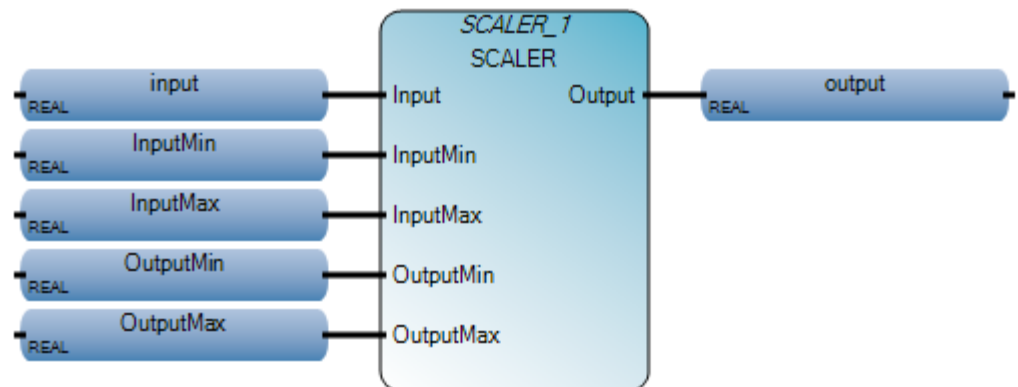 SCALER_1
SCALER
input
REAL
Input
Output
output
REAL
InputMin
REAL
InputMin
InputMax
REAL
InputMax
OutputMin
REAL
OutputMin
OutputMax
REAL
OutputMax